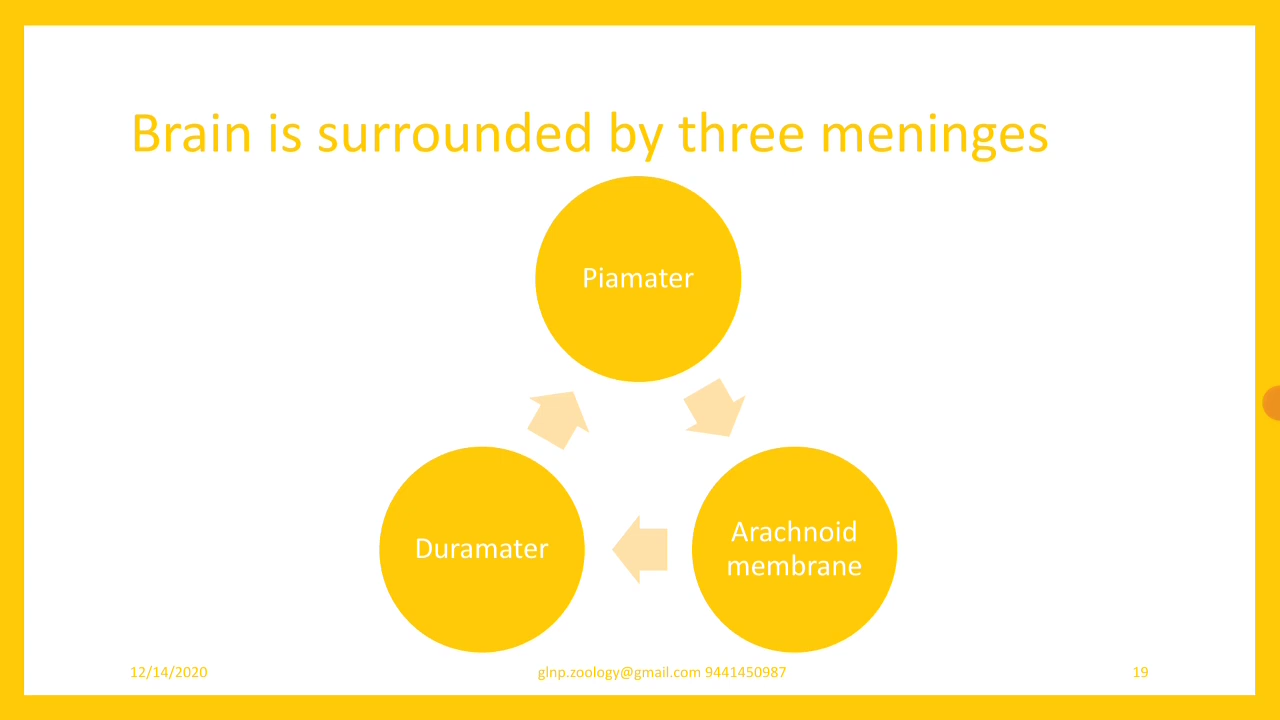 Brain is surrounded by three meninges
Piamater
Arachnoid
membrane
Duramater
12/14/2020
glnp.zoology@gmail.com 9441450987
19